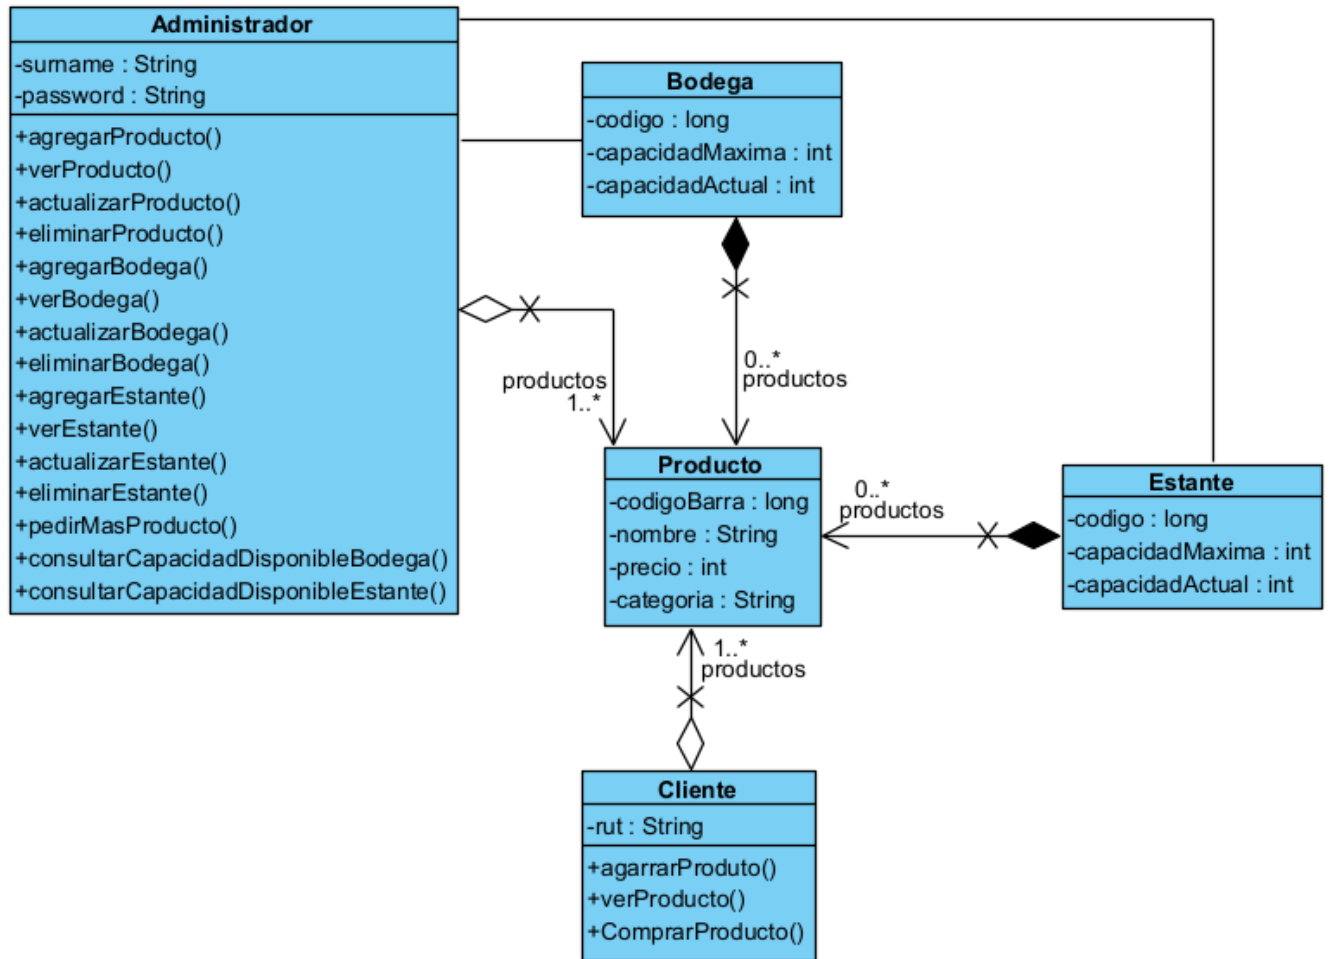 Administrador
-surname : String
-password : String
+agregarProducto()
+verProducto()
+actualizarProducto()
+eliminarProducto()
+agregarBodega()
+verBodega()
+actualizarBodega()
+eliminarBodega()
+agregarEstante()
+verEstante()
+actualizarEstante()
+eliminarEstante()
+pedirMasProducto()
+consultarCapacidadDisponibleBodega()
+consultarCapacidadDisponibleEstante()
Bodega
-codigo : long
-capacidadMaxima : int
-capacidadActual : int
productos
1..*
0..*
productos
Producto
-codigoBarra : long
-nombre : String
-precio : int
-categoria : String
0..*
productos
Estante
-codigo : long
-capacidadMaxima : int
-capacidadActual : int
1..*
productos
Cliente
-rut : String
+agarrarProduto()
+verProducto()
+ComprarProducto()